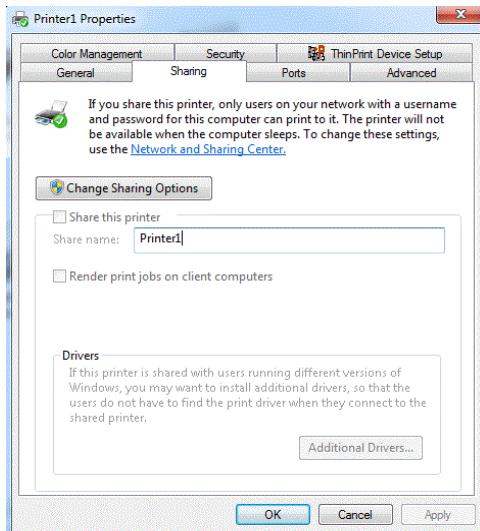 Printer1 Properties
Color Management Security ThinPrint Device Setup
General Sharing Ports Advanced
If you share this printer, only users on your network with a username
and password for this computer can print to it. The printer will not
be available when the computer sleeps. To change these settings,
use the Network and Sharing Center.
Change Sharing Options
Share this printer
Share name: Printer1
Render print jobs on client computers
Drivers
If this printer is shared with users running different versions of
Windows, you may want to install additional drivers, so that the
users do not have to find the print driver when they connect to the
shared printer.
Additional Drivers...
OK Cancel Apply